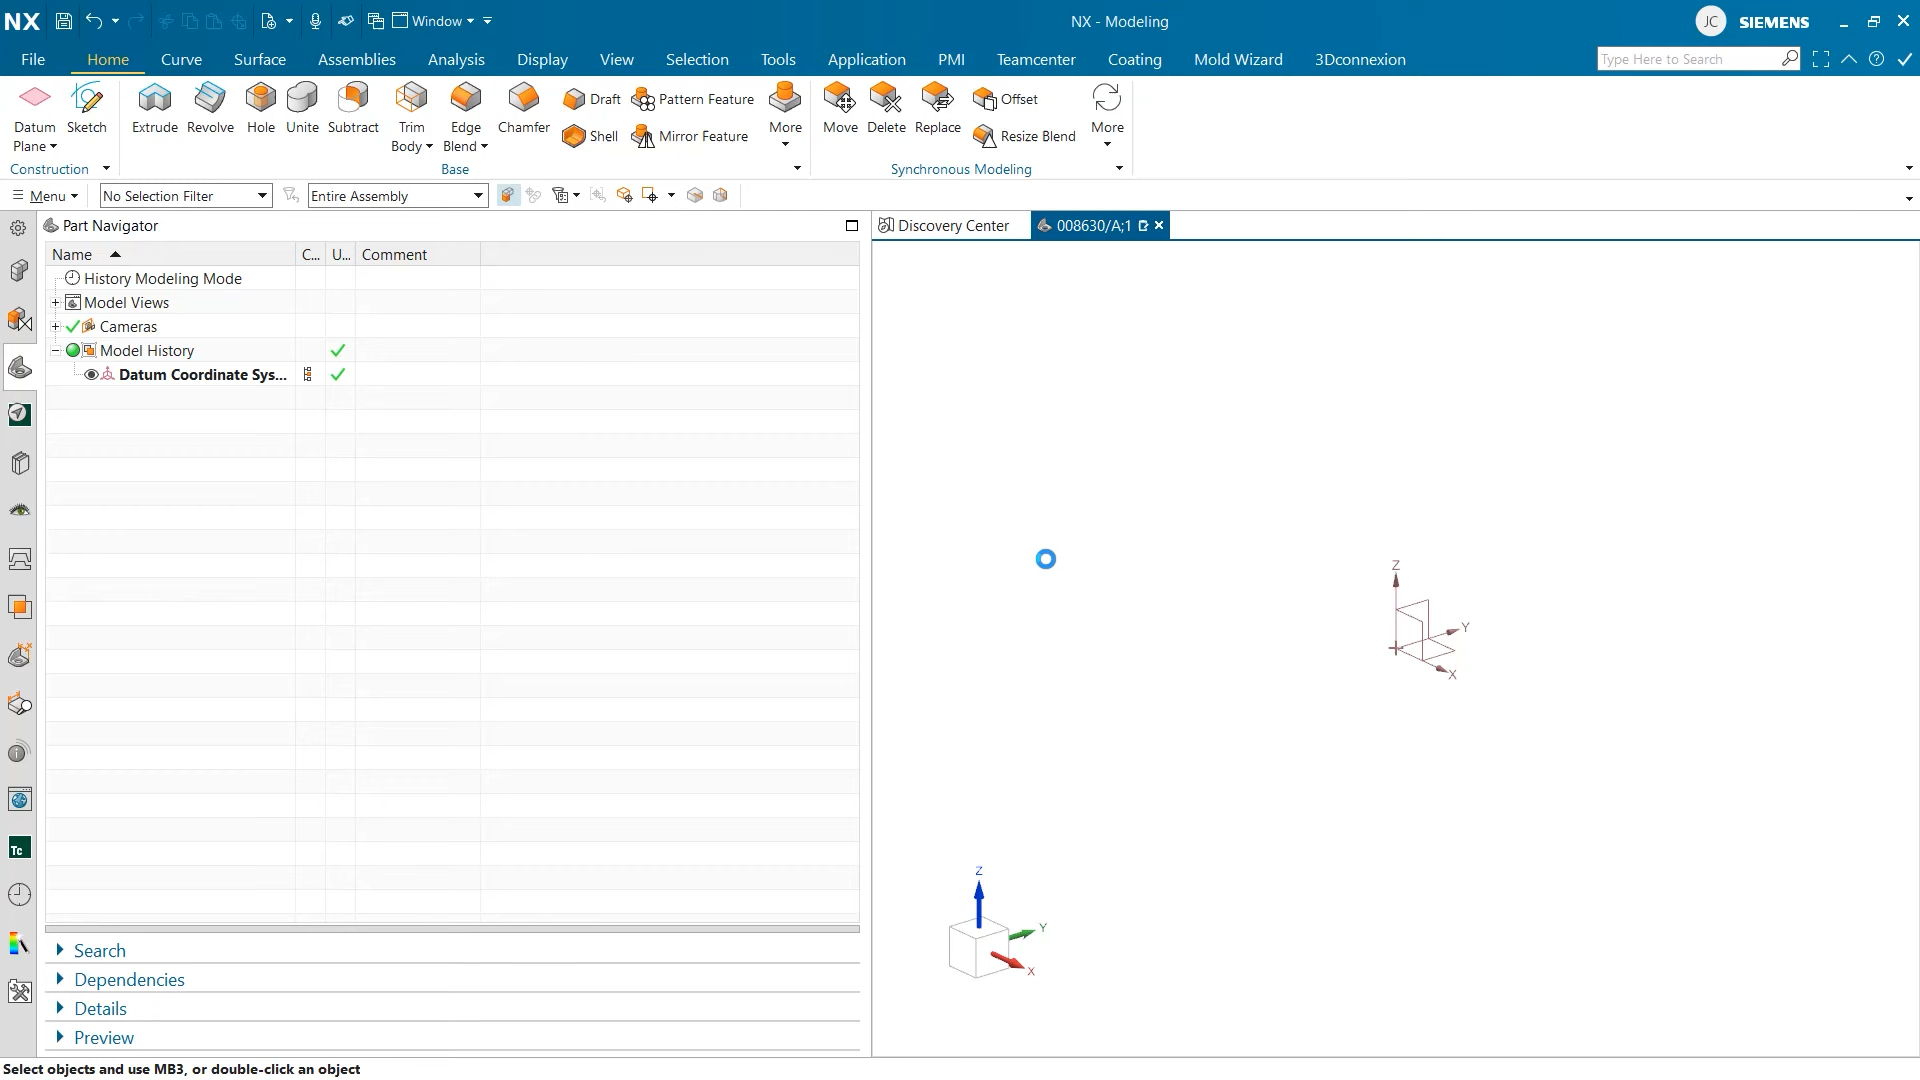 NX
Window
NX - Modeling
JC
SIEMENS
File
Home
Curve
Surface
Assemblies
Analysis
Display
View
Selection
Tools
Application
PMI
Teamcenter
Coating
Mold Wizard
3Dconnexion
Type Here to Search
Datum
Plane
Sketch
Extrude
Revolve
Hole
Unite
Subtract
Trim
Body
Edge
Blend
Chamfer
Draft
Shell
Pattern Feature
Mirror Feature
More
Move
Delete
Replace
Offset
Resize Blend
More
Construction
Base
Synchronous Modeling
Menu
No Selection Filter
Entire Assembly
Part Navigator
Discovery Center
008630/A;1
Name
C...
U...
Comment
History Modeling Mode
Model Views
Cameras
Model History
Datum Coordinate Sys...
Z
Y
X
Z
Y
X
Tc
Search
Dependencies
Details
Preview
Select objects and use MB3, or double-click an object